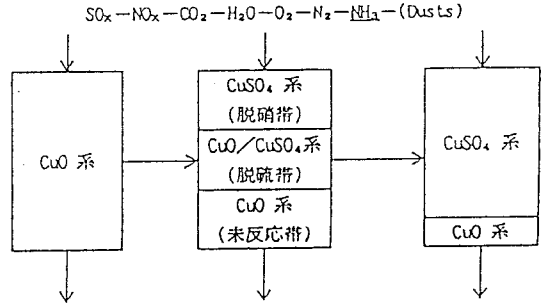 SOx—NOx—CO₂—H₂O—O₂—N₂—NH₃—(Dusts)
CuO 系
CuSO₄ 系
(脱硝帯)
CuO／CuSO₄系
(脱硫帯)
CuO 系
(未反応帯)
CuSO₄ 系
CuO 系